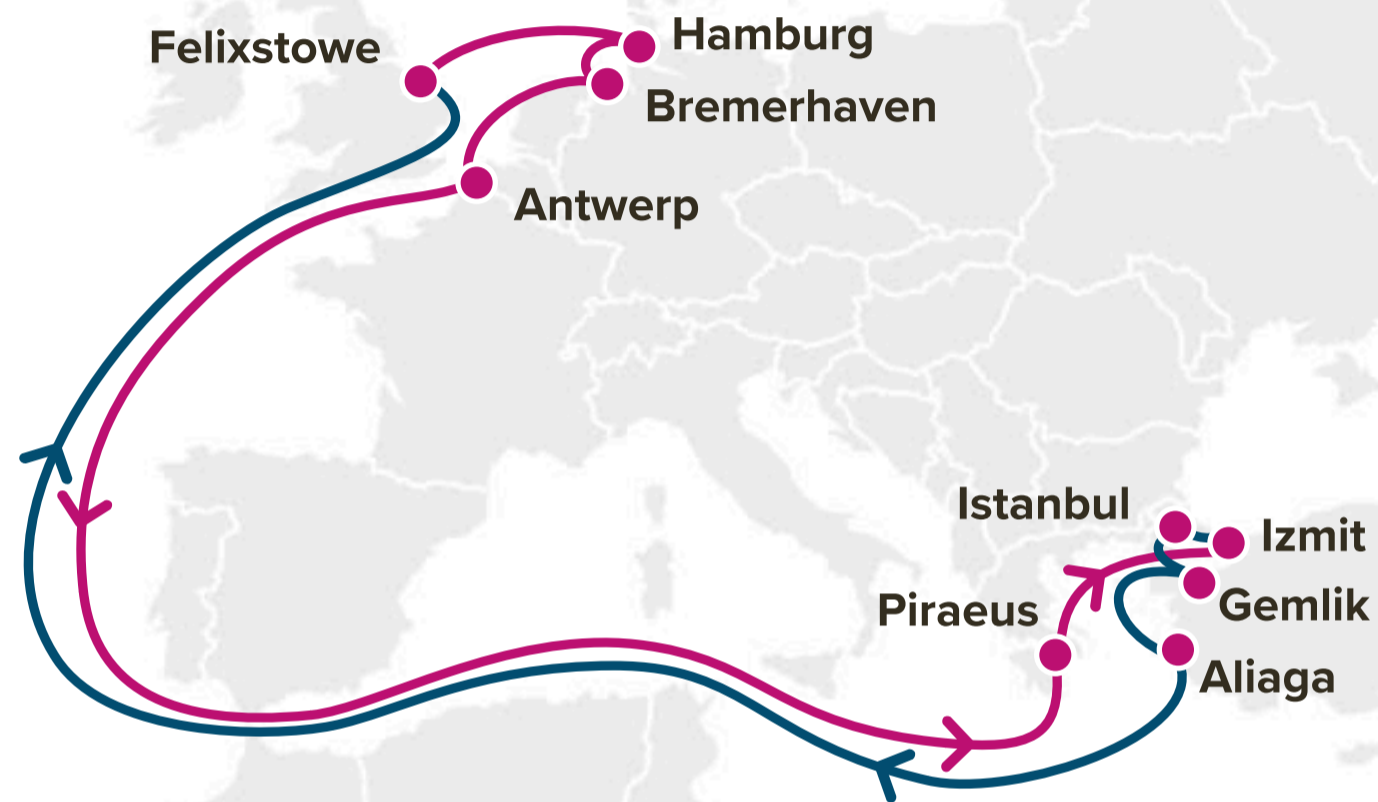 Felixstowe
Hamburg
Bremerhaven
Antwerp
Istanbul
Izmit
Piraeus
Gemlik
Aliaga